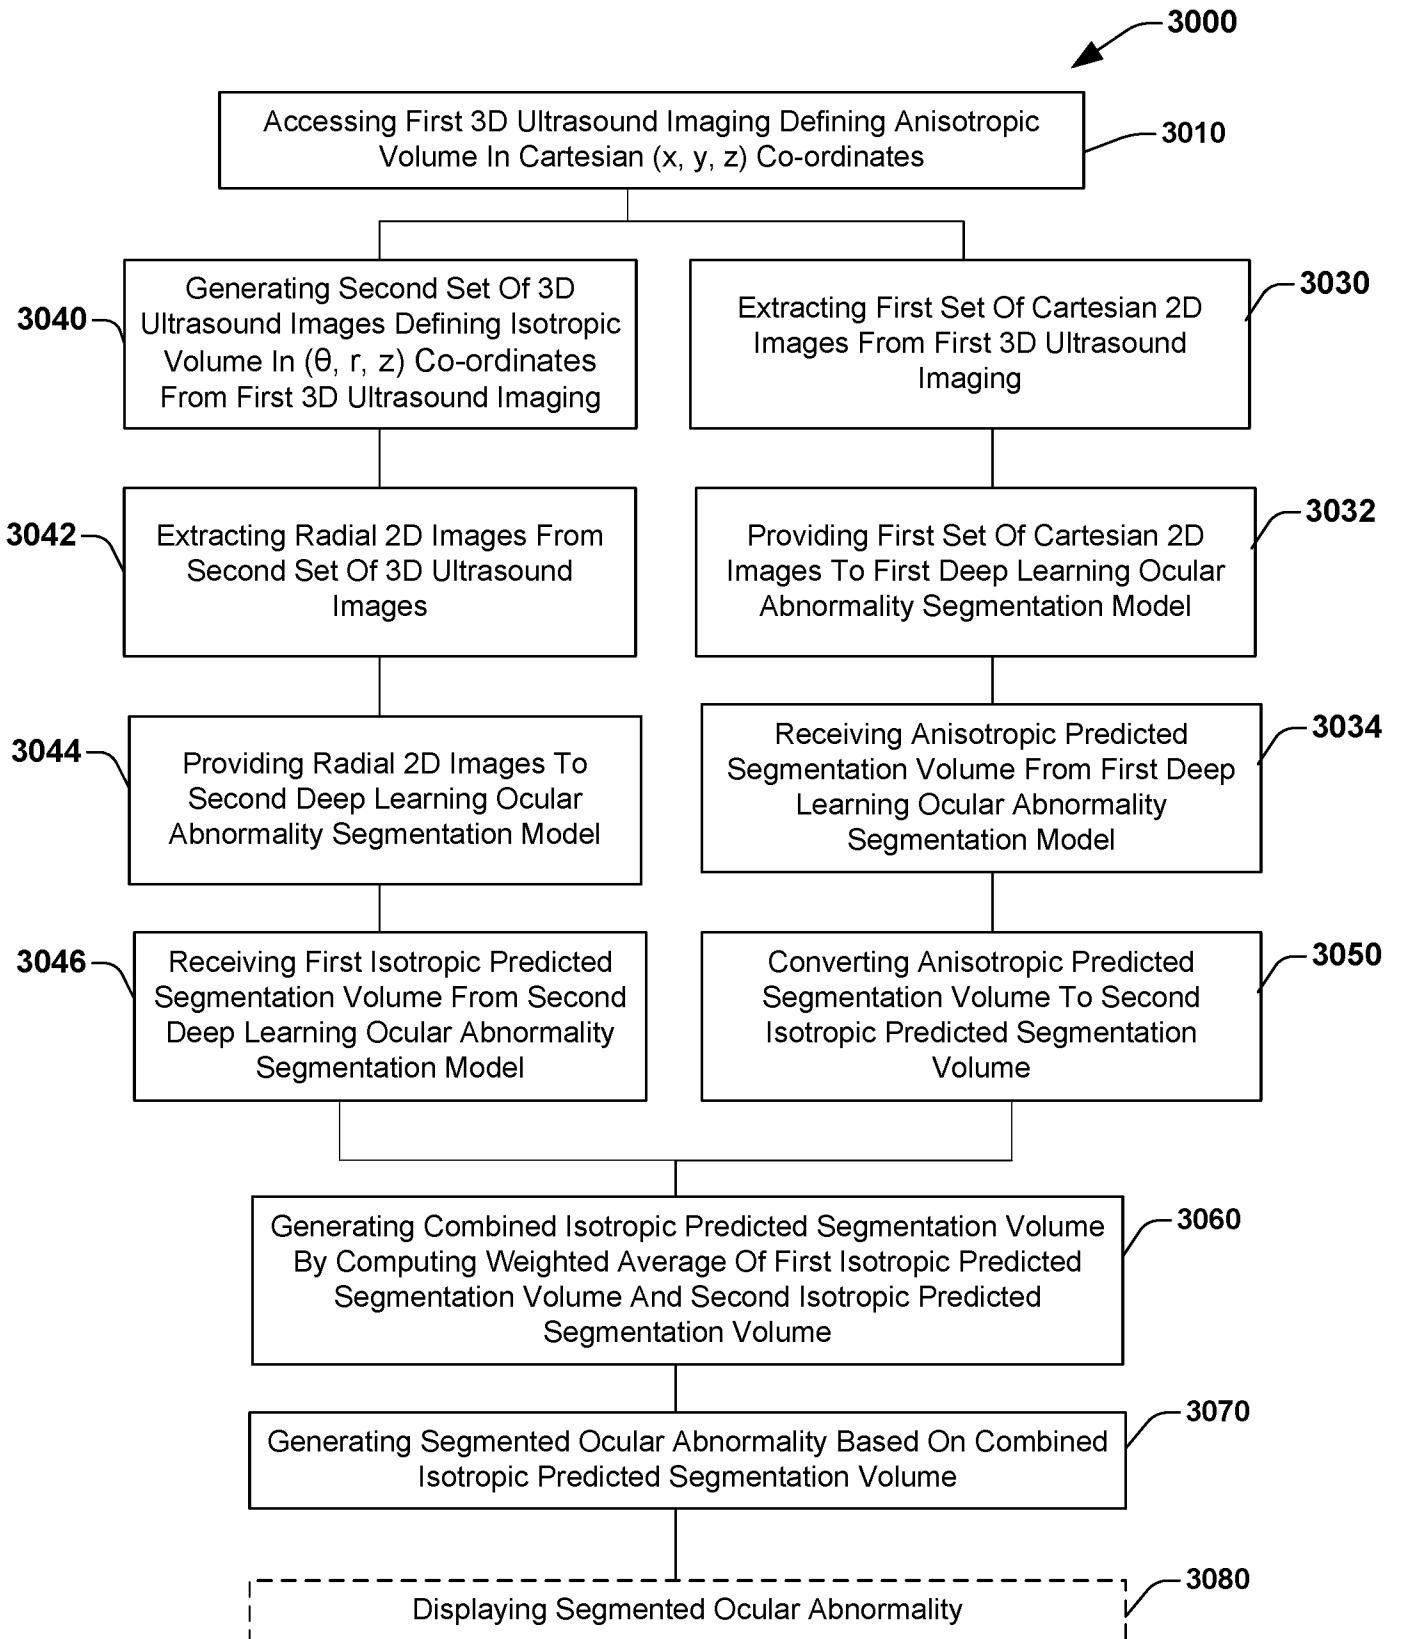 3000
Accessing First 3D Ultrasound Imaging Defining Anisotropic
Volume In Cartesian (x, y, z) Co-ordinates
3010
Generating Second Set Of 3D
Ultrasound Images Defining Isotropic
Volume In (θ, r, z) Co-ordinates
From First 3D Ultrasound Imaging
3040
Extracting First Set Of Cartesian 2D
Images From First 3D Ultrasound
Imaging
3030
Extracting Radial 2D Images From
Second Set Of 3D Ultrasound
Images
3042
Providing First Set Of Cartesian 2D
Images To First Deep Learning Ocular
Abnormality Segmentation Model
3032
Providing Radial 2D Images To
Second Deep Learning Ocular
Abnormality Segmentation Model
3044
Receiving Anisotropic Predicted
Segmentation Volume From First Deep
Learning Ocular Abnormality
Segmentation Model
3034
Receiving First Isotropic Predicted
Segmentation Volume From Second
Deep Learning Ocular Abnormality
Segmentation Model
3046
Converting Anisotropic Predicted
Segmentation Volume To Second
Isotropic Predicted Segmentation
Volume
3050
Generating Combined Isotropic Predicted Segmentation Volume
By Computing Weighted Average Of First Isotropic Predicted
Segmentation Volume And Second Isotropic Predicted
Segmentation Volume
3060
Generating Segmented Ocular Abnormality Based On Combined
Isotropic Predicted Segmentation Volume
3070
Displaying Segmented Ocular Abnormality
3080